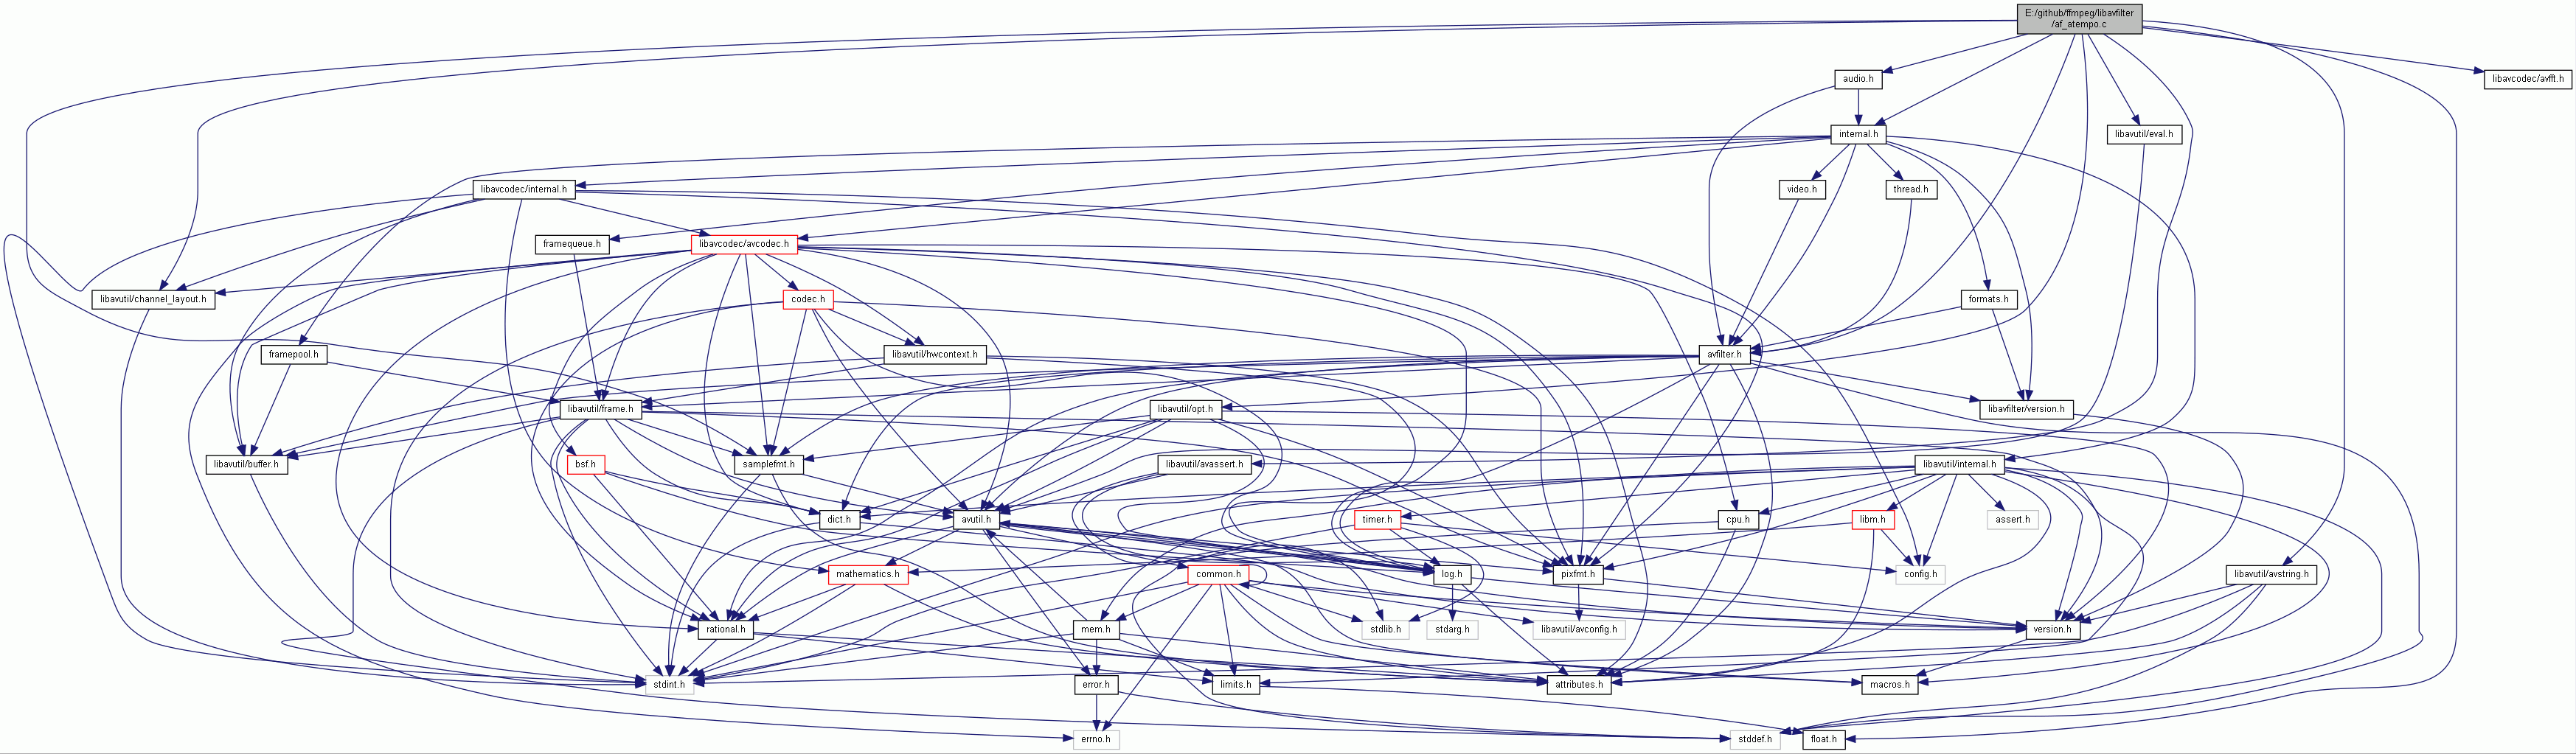 E:/github/ffmpeg/libavfilter
/af_atempo.c
audio.h
libavcodec/avfft.h
internal.h
libavutil/eval.h
libavcodec/internal.h
video.h
thread.h
framequeue.h
libavcodec/avcodec.h
libavutil/channel_layout.h
codec.h
formats.h
framepool.h
libavutil/hwcontext.h
avfilter.h
libavutil/frame.h
libavutil/opt.h
libavfilter/version.h
libavutil/buffer.h
bsf.h
samplefmt.h
libavutil/avassert.h
libavutil/internal.h
dict.h
avutil.h
timer.h
cpu.h
libm.h
assert.h
mathematics.h
common.h
log.h
pixfmt.h
config.h
libavutil/avstring.h
rational.h
mem.h
stdlib.h
stdarg.h
libavutil/avconfig.h
version.h
stdint.h
error.h
limits.h
attributes.h
macros.h
errno.h
stddef.h
float.h